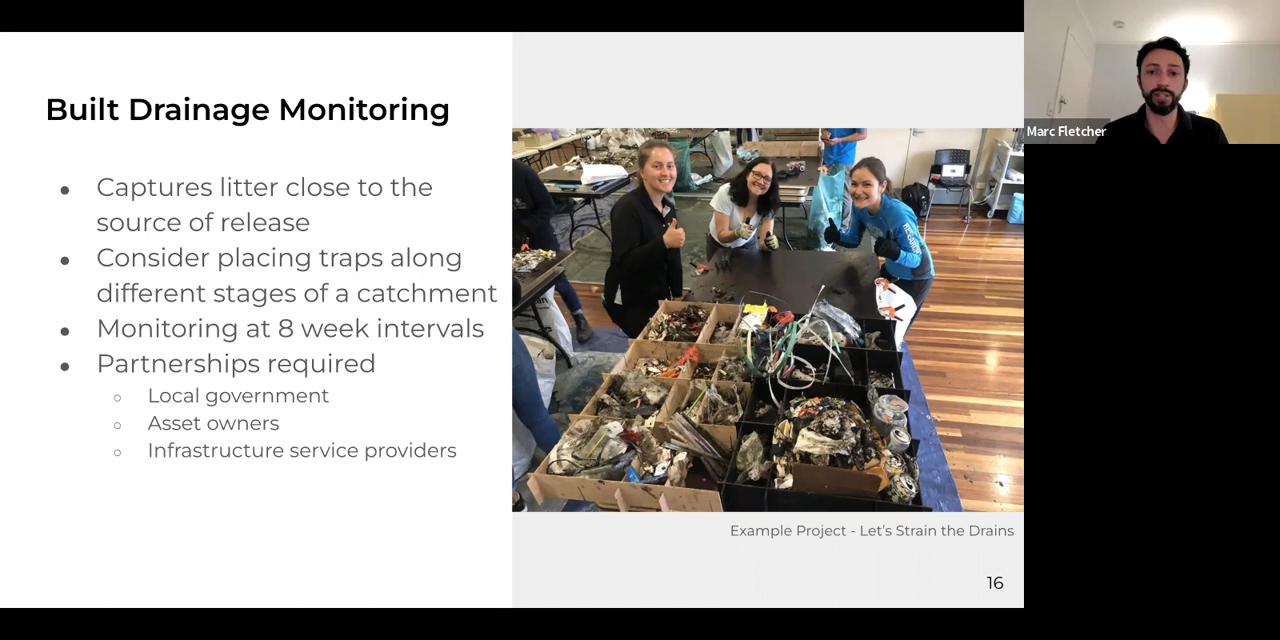 Built Drainage Monitoring
● Captures litter close to the
source of release
● Consider placing traps along
different stages of a catchment
● Monitoring at 8 week intervals
● Partnerships required
○ Local government
○ Asset owners
○ Infrastructure service providers
Example Project - Let's Strain the Drains
16
Marc Fletcher